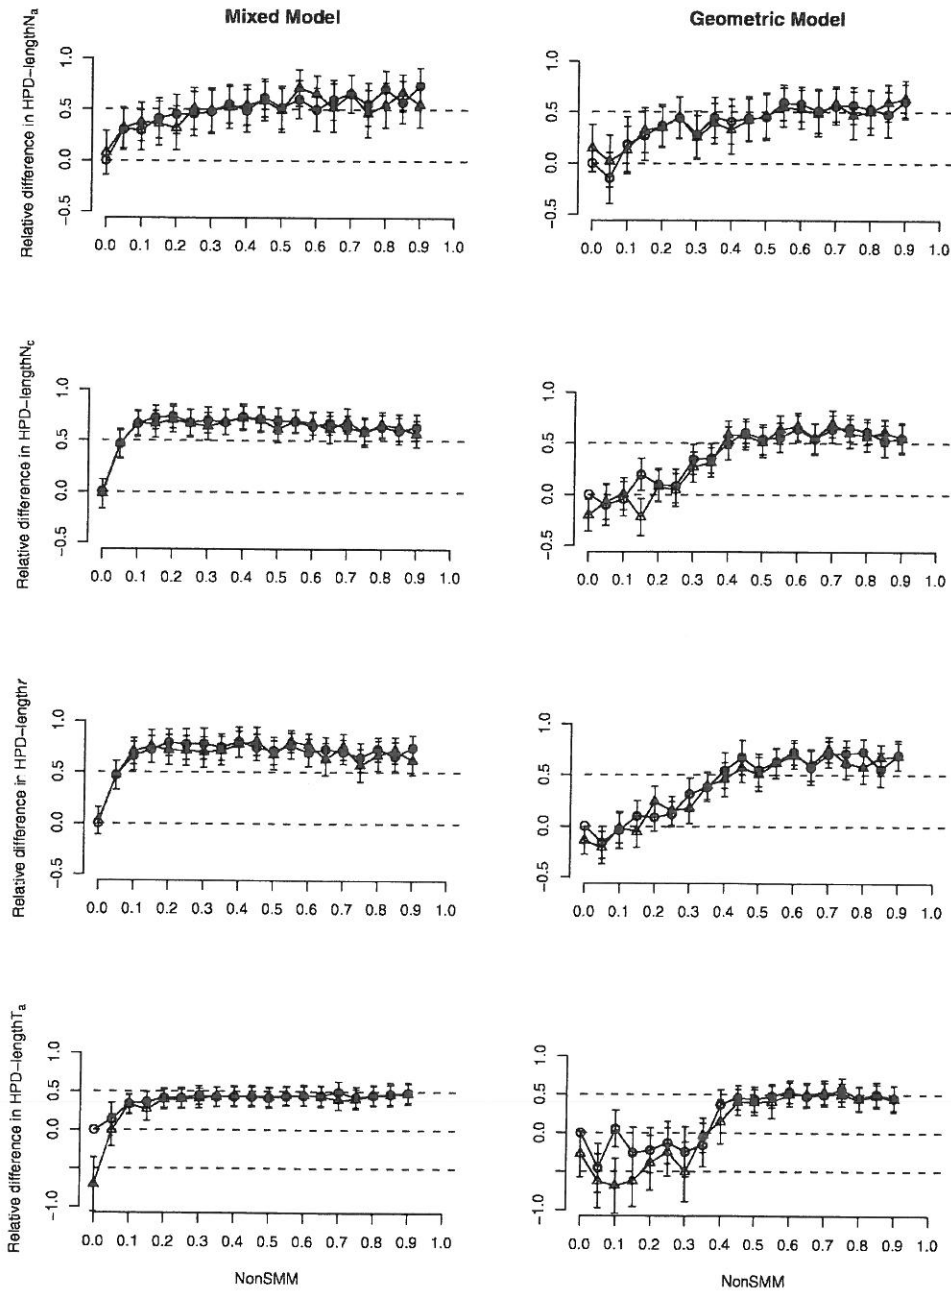 Mixed Model
Geometric Model
Relative difference in HPD-lengthNa
1.0
0.5
0.0
-0.5
0.0 0.1 0.2 0.3 0.4 0.5 0.6 0.7 0.8 0.9 1.0
1.0
0.5
0.0
-0.5
0.0 0.1 0.2 0.3 0.4 0.5 0.6 0.7 0.8 0.9 1.0
Relative difference in HPD-lengthNc
1.0
0.5
0.0
-0.5
0.0 0.1 0.2 0.3 0.4 0.5 0.6 0.7 0.8 0.9 1.0
1.0
0.5
0.0
-0.5
0.0 0.1 0.2 0.3 0.4 0.5 0.6 0.7 0.8 0.9 1.0
Relative difference in HPD-lengthr
1.0
0.5
0.0
-0.5
0.0 0.1 0.2 0.3 0.4 0.5 0.6 0.7 0.8 0.9 1.0
1.0
0.5
0.0
-0.5
0.0 0.1 0.2 0.3 0.4 0.5 0.6 0.7 0.8 0.9 1.0
Relative difference in HPD-lengthTa
1.0
0.5
0.0
-1.0
0.0 0.1 0.2 0.3 0.4 0.5 0.6 0.7 0.8 0.9 1.0
NonSMM
1.0
0.5
0.0
-1.0
0.0 0.1 0.2 0.3 0.4 0.5 0.6 0.7 0.8 0.9 1.0
NonSMM